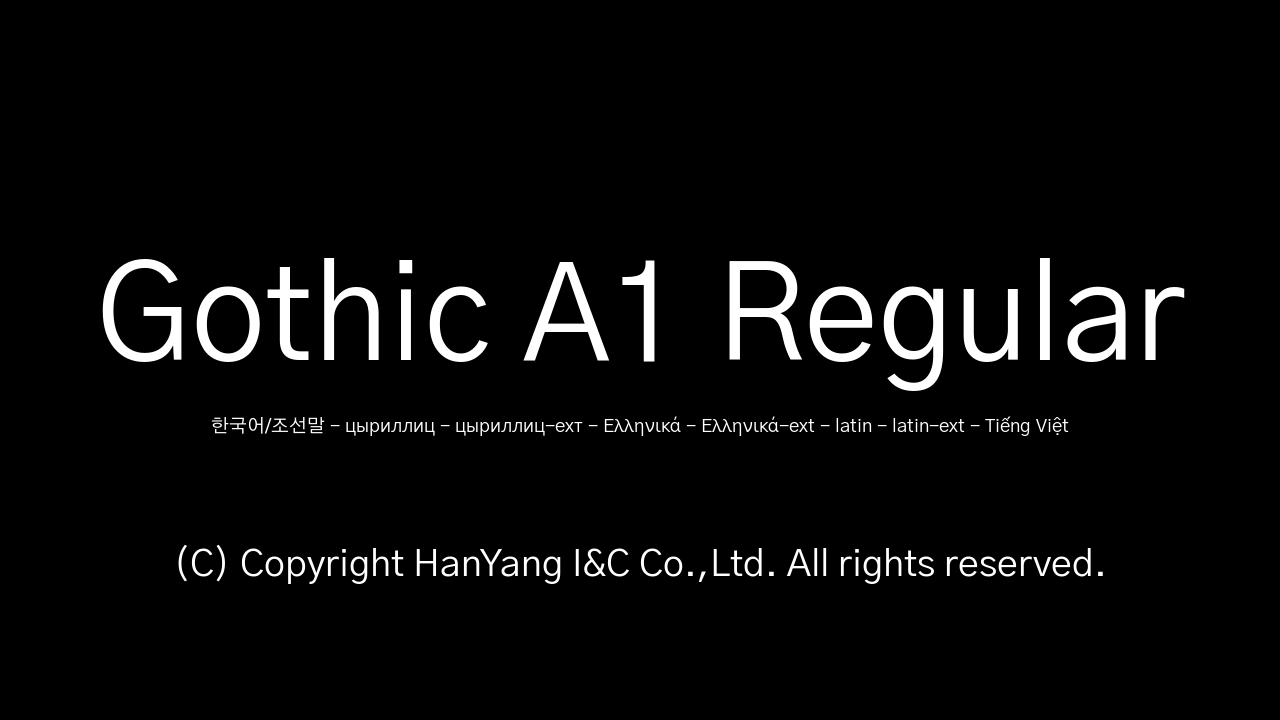 Gothic A1 Regular
한국어/조선말 – цыриллиц – цыриллиц–ехт – Ελληνικά – Ελληνικά–ext – latin – latin–ext – Tiếng Việt
(C) Copyright HanYang I&C Co.,Ltd. All rights reserved.